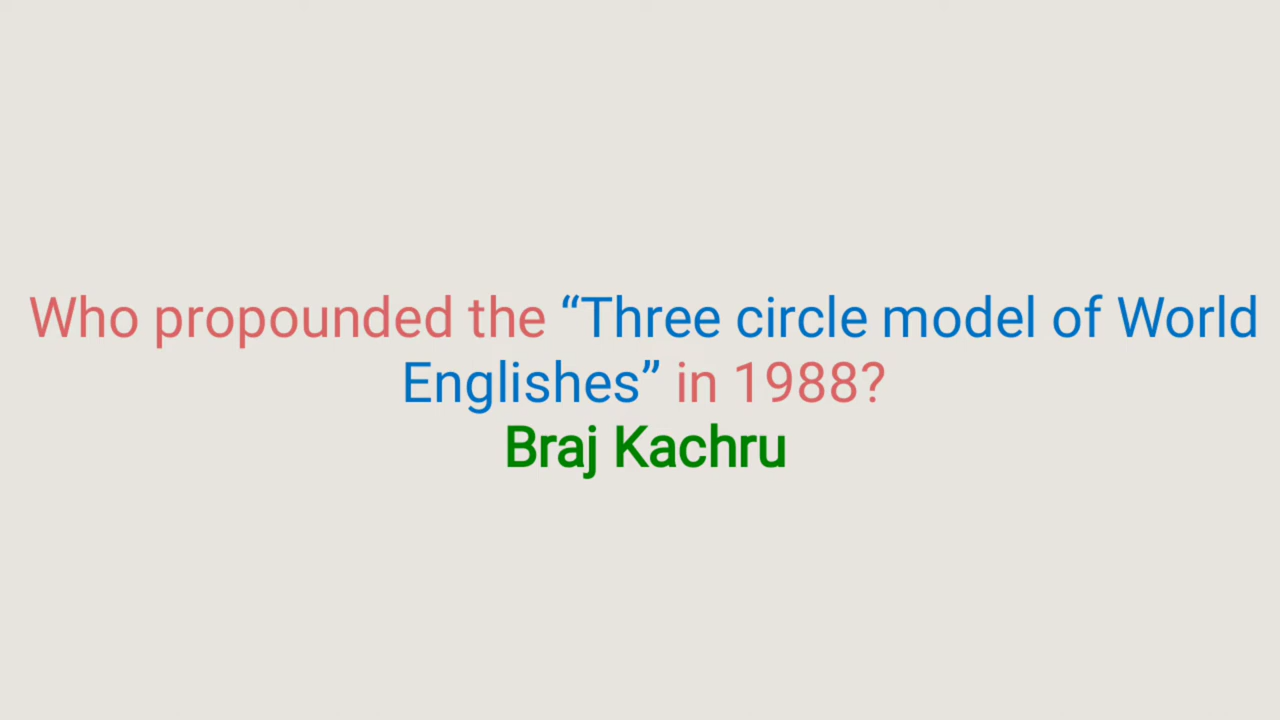 Who propounded the “Three circle model of World
Englishes” in 1988?
Braj Kachru